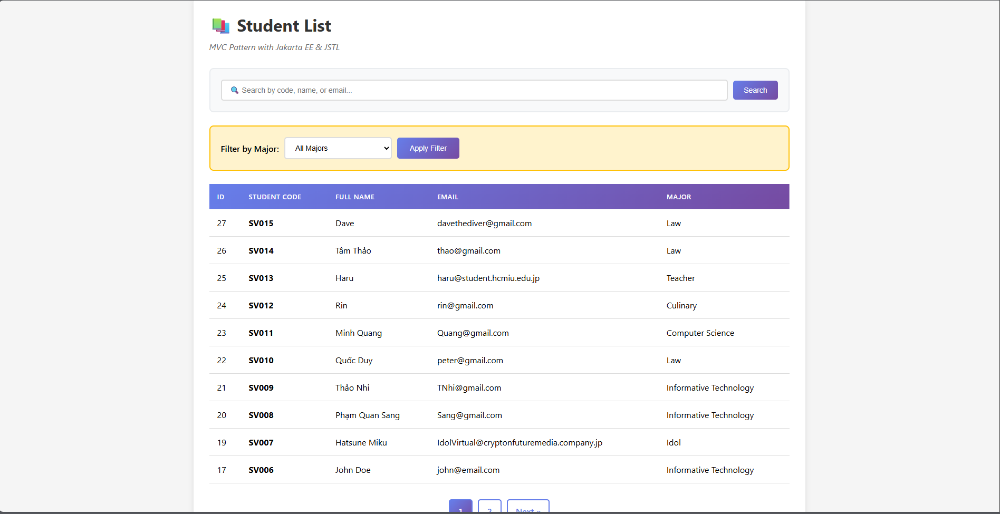 Student List
MVC Pattern with Jakarta EE & JSTL
Search by code, name, or email...
Search
Filter by Major:
All Majors
Apply Filter
ID STUDENT CODE FULL NAME EMAIL MAJOR
27 SV015 Dave davethediver@gmail.com Law
26 SV014 Tâm Thảo thao@gmail.com Law
25 SV013 Haru haru@student.hcmiu.edu.jp Teacher
24 SV012 Rin rin@gmail.com Culinary
23 SV011 Minh Quang Quang@gmail.com Computer Science
22 SV010 Quốc Duy peter@gmail.com Law
21 SV009 Thảo Nhi TNhi@gmail.com Informative Technology
20 SV008 Phạm Quan Sang Sang@gmail.com Informative Technology
19 SV007 Hatsune Miku IdolVirtual@cryptonfuturemedia.company.jp Idol
17 SV006 John Doe john@email.com Informative Technology
1 2 Next »